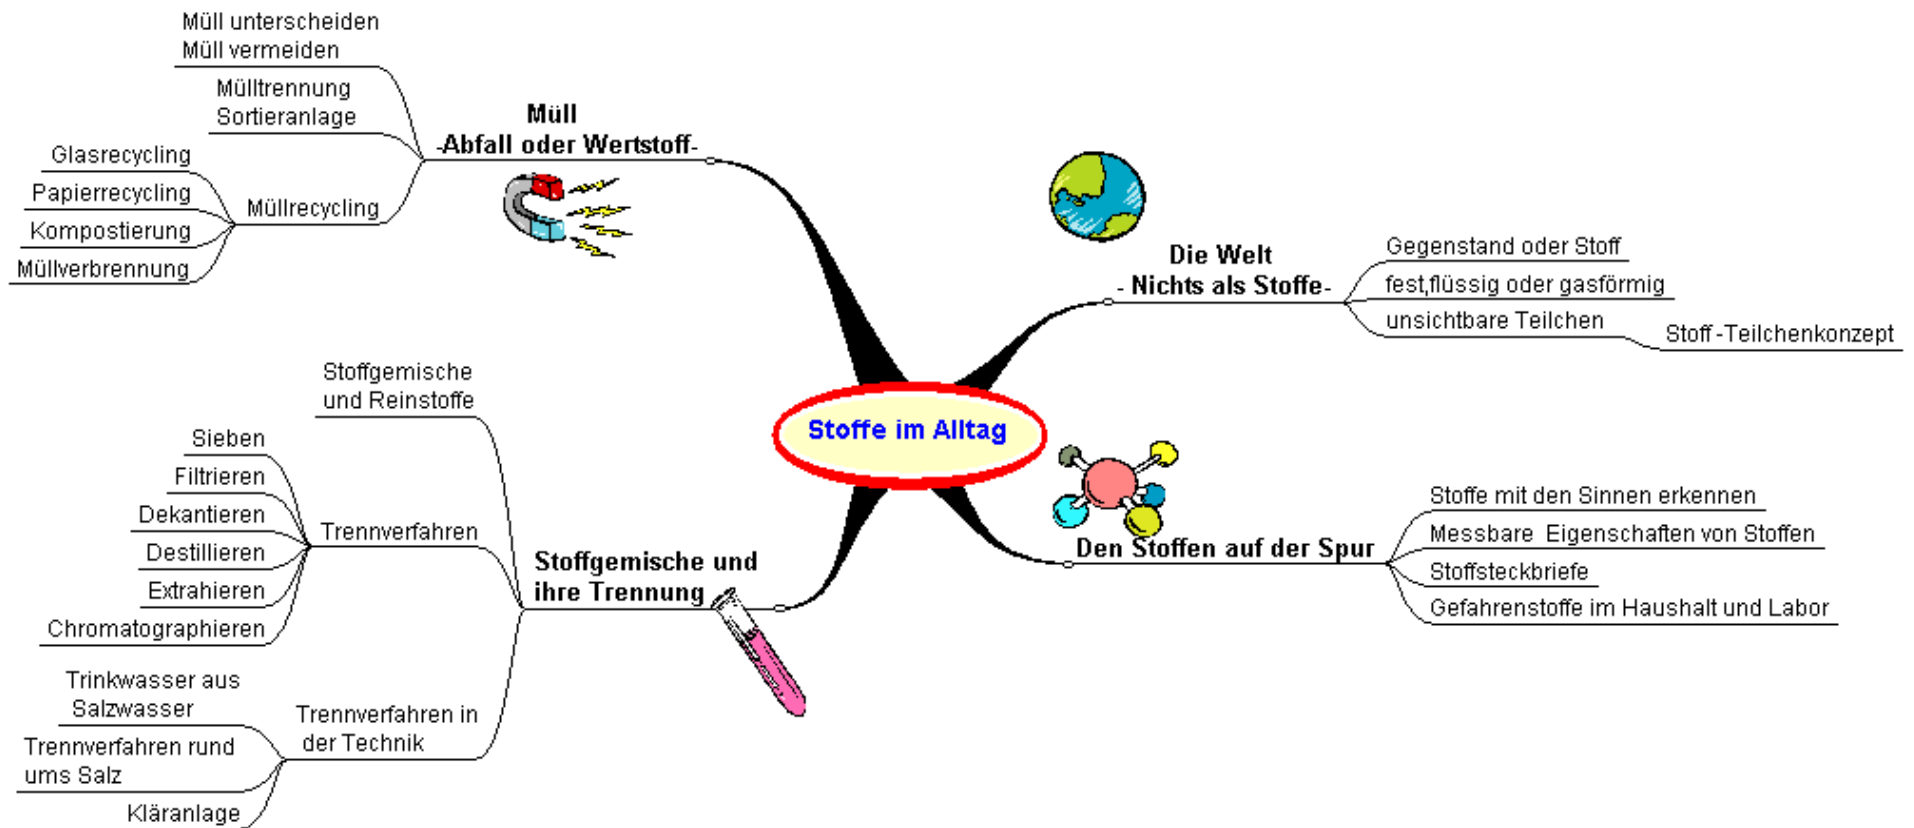 Stoffe im Alltag
Müll
-Abfall oder Wertstoff-
Müll unterscheiden
Müll vermeiden
Mülltrennung
Sortieranlage
Müllrecycling
Glasrecycling
Papierrecycling
Kompostierung
Müllverbrennung
Die Welt
- Nichts als Stoffe-
Gegenstand oder Stoff
fest,flüssig oder gasförmig
unsichtbare Teilchen
Stoff-Teilchenkonzept
Den Stoffen auf der Spur
Stoffe mit den Sinnen erkennen
Messbare Eigenschaften von Stoffen
Stoffsteckbriefe
Gefahrenstoffe im Haushalt und Labor
Stoffgemische und
ihre Trennung
Stoffgemische
und Reinstoffe
Trennverfahren
Sieben
Filtrieren
Dekantieren
Destillieren
Extrahieren
Chromatographieren
Trennverfahren in
der Technik
Trinkwasser aus
Salzwasser
Trennverfahren rund
ums Salz
Kläranlage